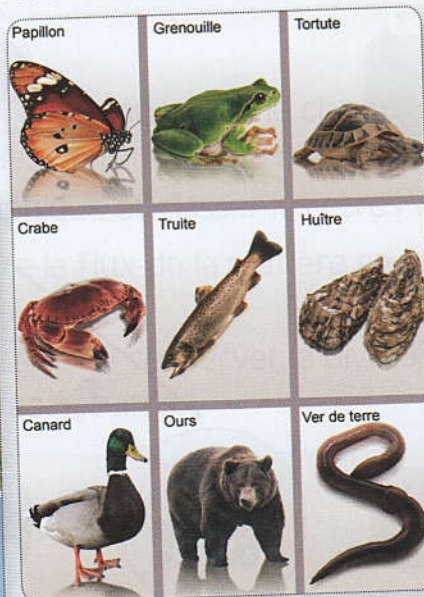 Papillon
Grenouille
Tortute
Crabe
Truite
Huître
Canard
Ours
Ver de terre